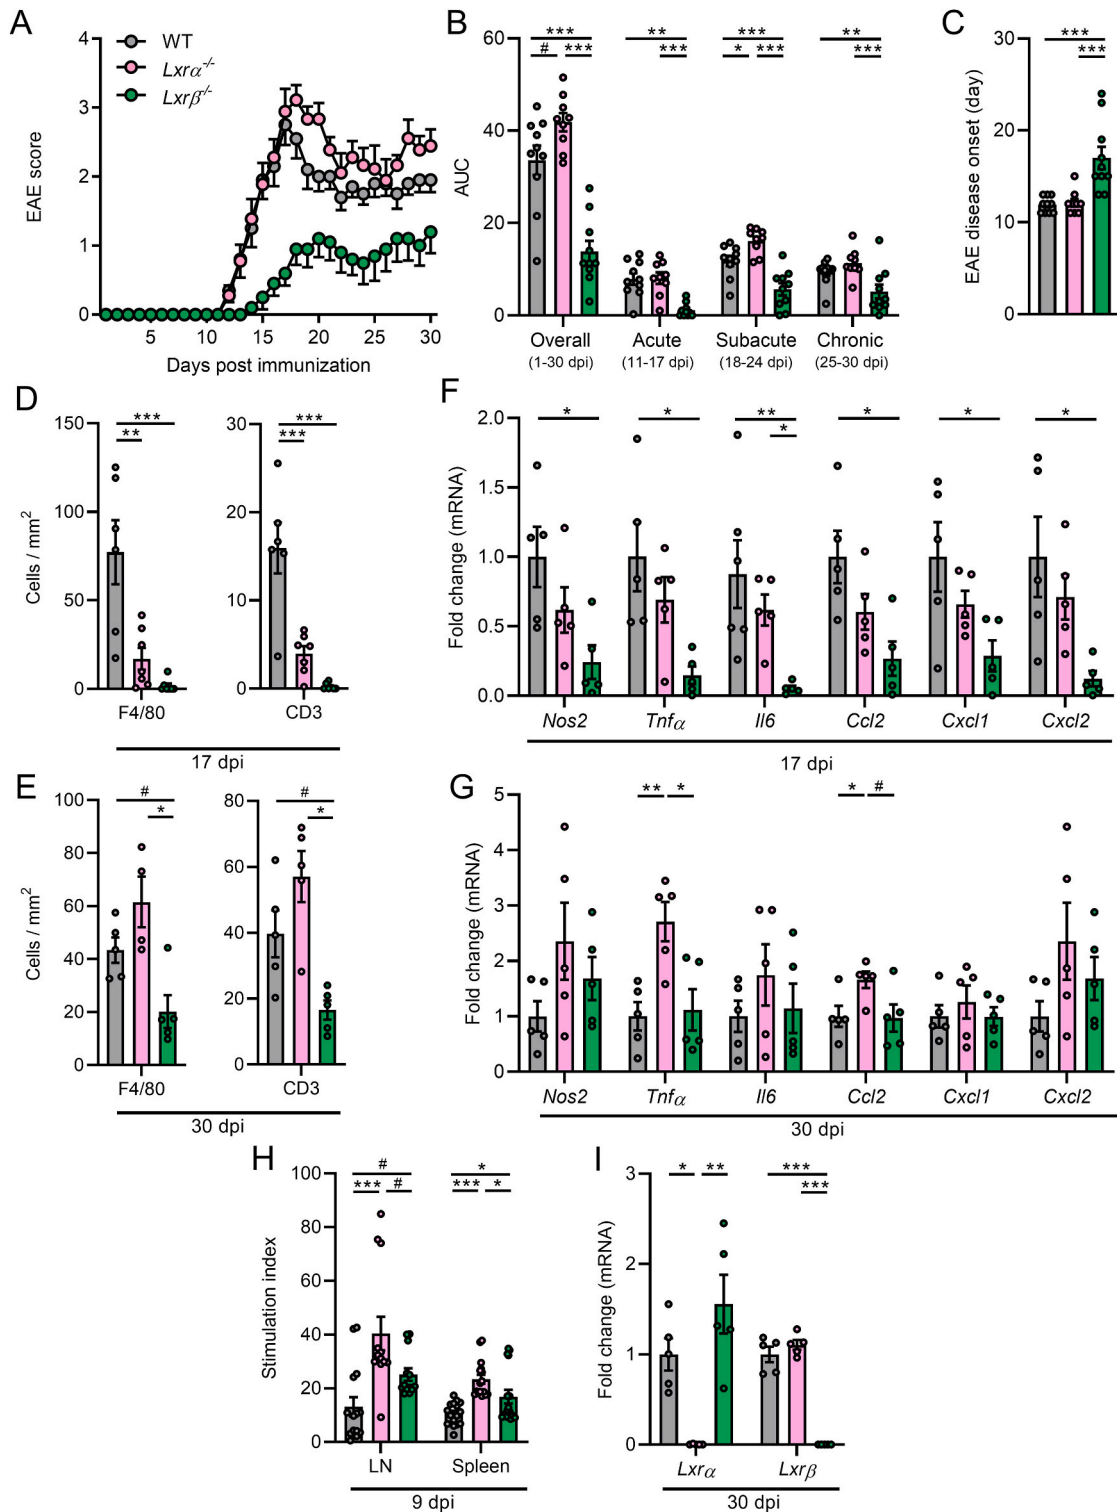 A
EAE score
4
3
2
1
0
WT
Lxrα-/-
Lxrβ-/-
5 10 15 20 25 30
Days post immunization
B
AUC
60
40
20
0
*** ** *** **
# *** *** * *** ***
Overall Acute Subacute Chronic
(1-30 dpi) (11-17 dpi) (18-24 dpi) (25-30 dpi)
C
EAE disease onset (day)
30
20
10
0
***
***
D
Cells / mm2
150
100
50
0
***
**
F4/80
30
20
10
0
***
***
CD3
17 dpi
E
Cells / mm2
100
80
60
40
20
0
#
*
F4/80
80
60
40
20
0
#
*
CD3
30 dpi
F
Fold change (mRNA)
2.0
1.5
1.0
0.5
0.0
* * ** * * *
*
Nos2 Tnfα Il6 Ccl2 Cxcl1 Cxcl2
17 dpi
G
Fold change (mRNA)
5
4
3
2
1
0
** * * #
Nos2 Tnfα Il6 Ccl2 Cxcl1 Cxcl2
30 dpi
H
Stimulation index
100
80
60
40
20
0
# *
*** # *** *
LN Spleen
9 dpi
I
Fold change (mRNA)
3
2
1
0
* ** ***
***
Lxrα Lxrβ
30 dpi